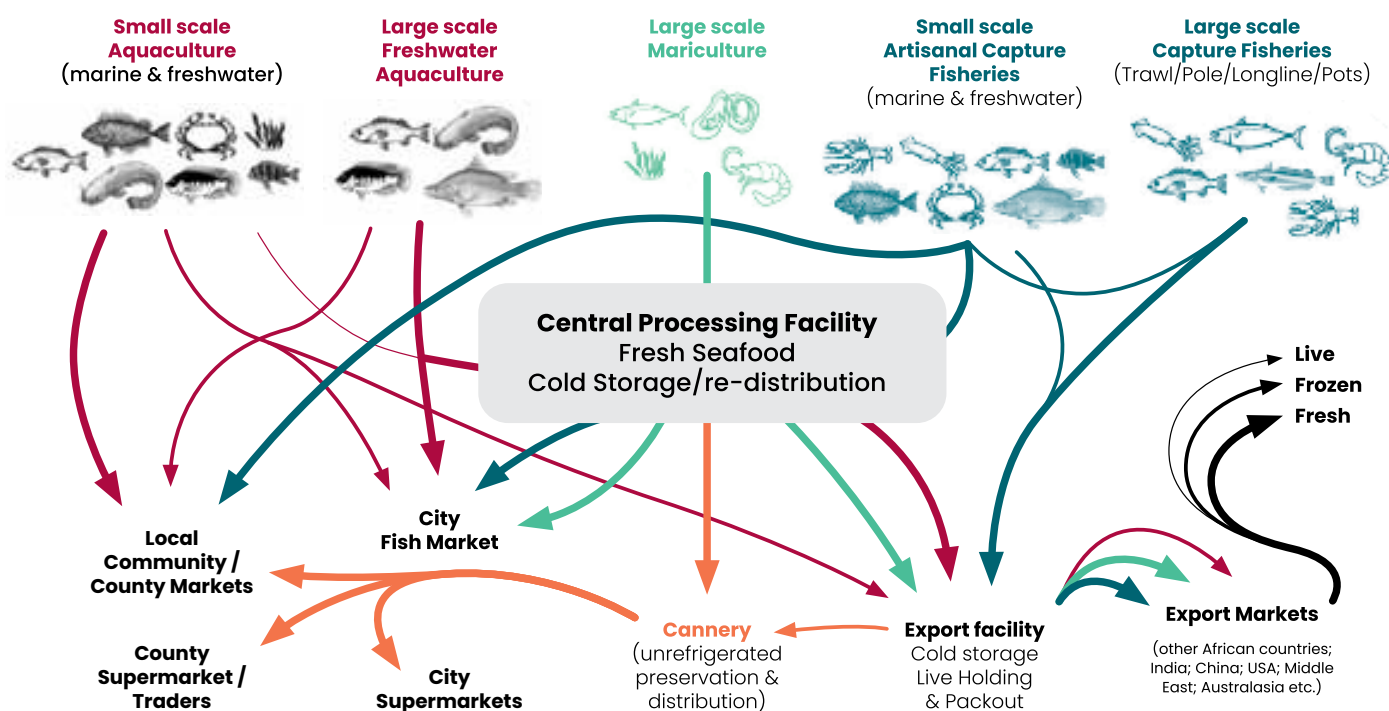 Small scale
Aquaculture
(marine & freshwater)
Large scale
Freshwater
Aquaculture
Large scale
Mariculture
Small scale
Artisanal Capture
Fisheries
(marine & freshwater)
Large scale
Capture Fisheries
(Trawl/Pole/Longline/Pots)
Central Processing Facility
Fresh Seafood
Cold Storage/re-distribution
Live
Frozen
Fresh
Local
Community /
County Markets
City
Fish Market
County
Supermarket /
Traders
City
Supermarkets
Cannery
(unrefrigerated
preservation &
distribution)
Export facility
Cold storage
Live Holding
& Packout
Export Markets
(other African countries;
India; China; USA; Middle
East; Australasia etc.)